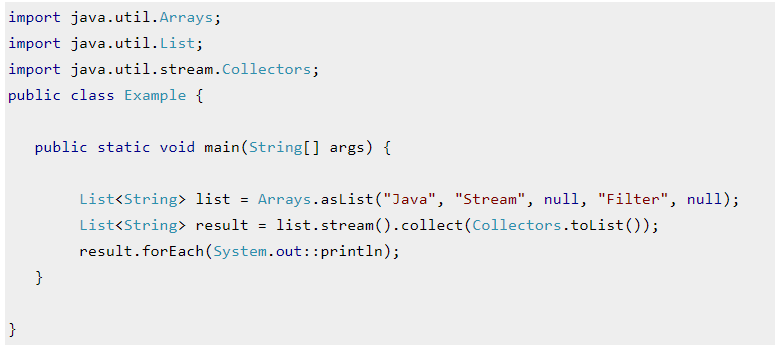 import java.util.Arrays;
import java.util.List;
import java.util.stream.Collectors;
public class Example {
public static void main(String[] args) {
List<String> list = Arrays.asList("Java", "Stream", null, "Filter", null);
List<String> result = list.stream().collect(Collectors.toList());
result.forEach(System.out::println);
}
}